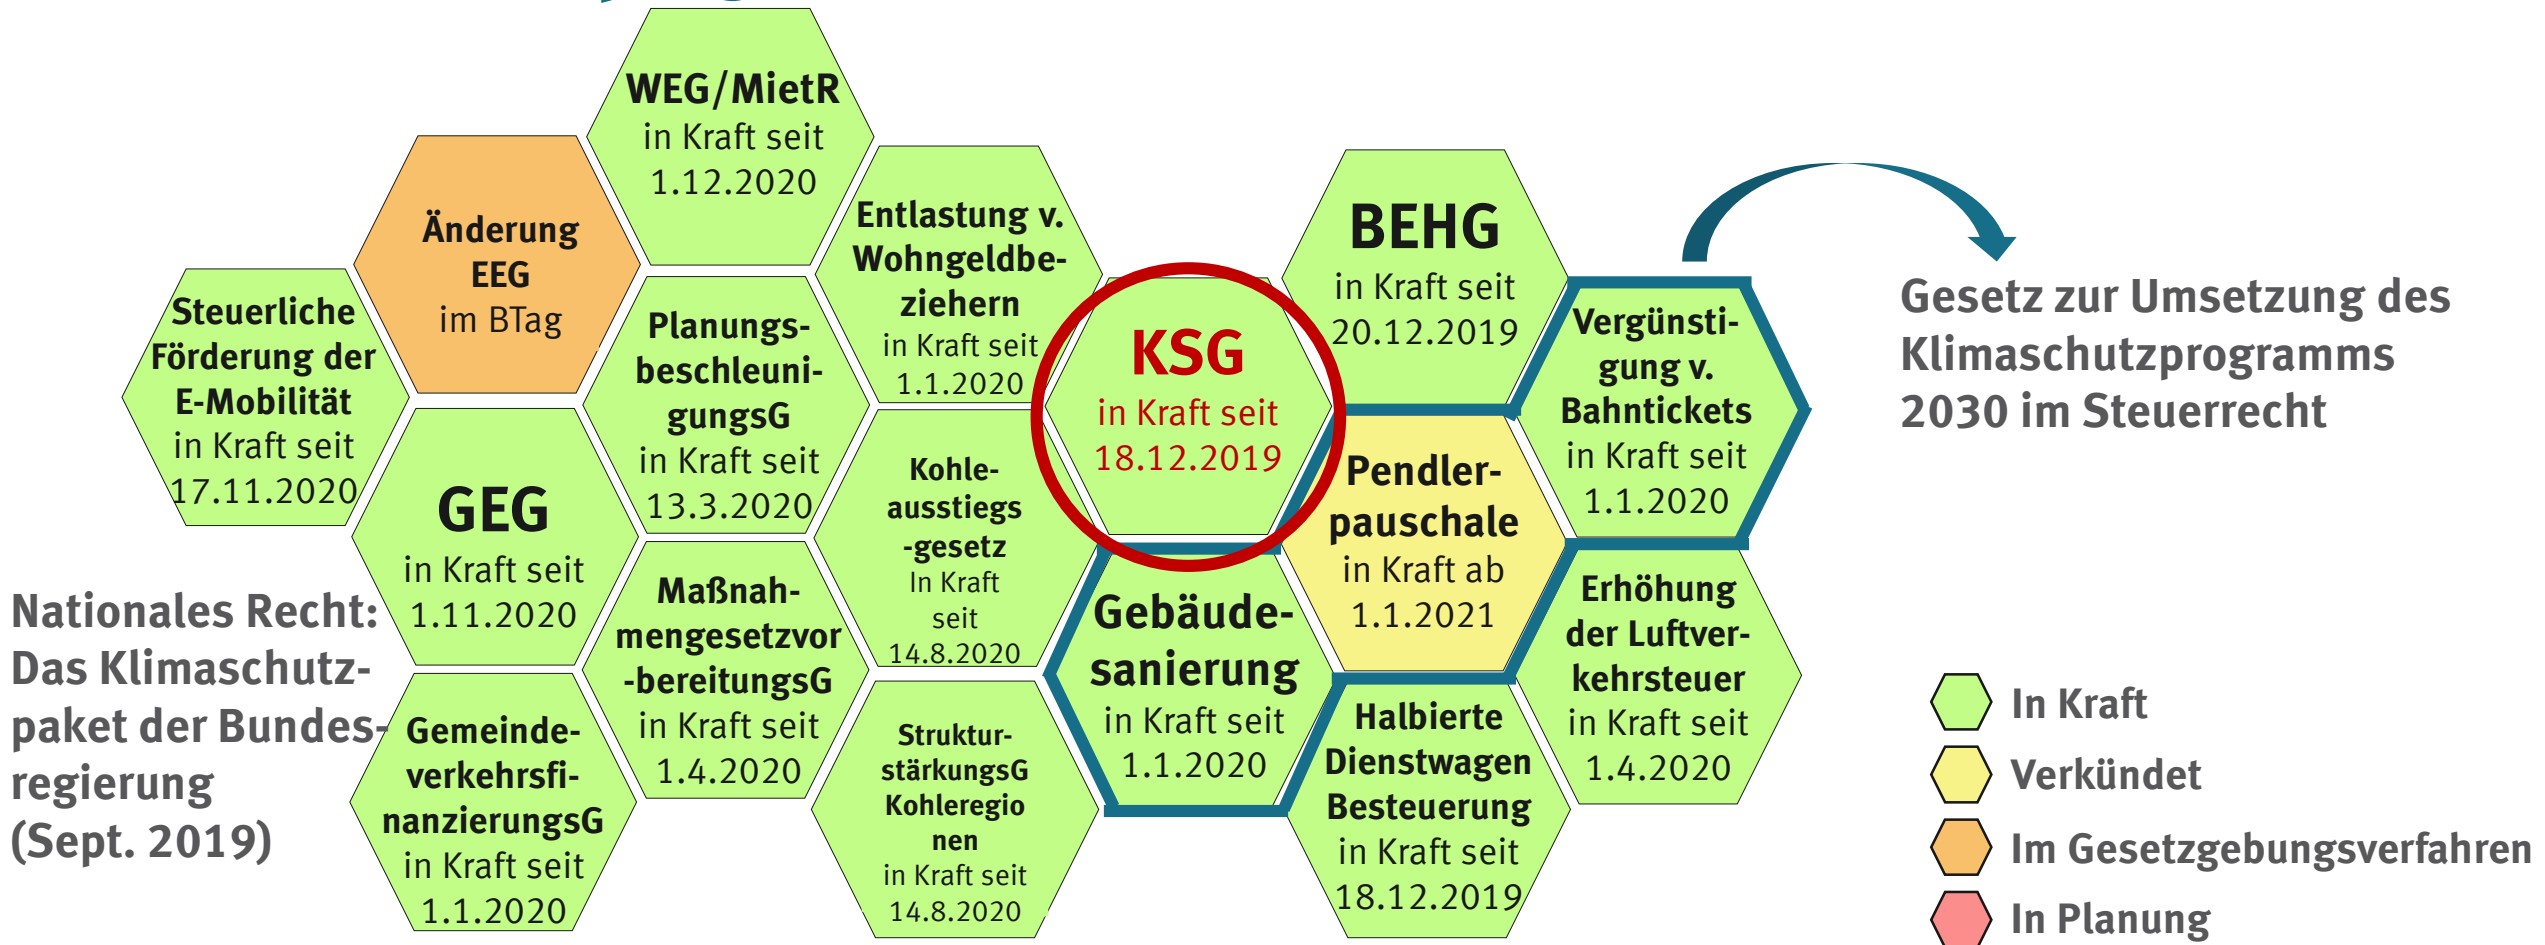 WEG/MietR
in Kraft seit
1.12.2020
Änderung
EEG
im BTag
Entlastung v.
Wohngeldbe-
ziehern
in Kraft seit
1.1.2020
BEHG
in Kraft seit
20.12.2019
Steuerliche
Förderung der
E-Mobilität
in Kraft seit
17.11.2020
Planungs-
beschleuni-
gungsG
in Kraft seit
13.3.2020
KSG
in Kraft seit
18.12.2019
Vergünsti-
gung v.
Bahntickets
in Kraft seit
1.1.2020
Gesetz zur Umsetzung des
Klimaschutzprogramms
2030 im Steuerrecht
GEG
in Kraft seit
1.11.2020
Kohle-
ausstiegs
-gesetz
In Kraft
seit
14.8.2020
Pendler-
pauschale
in Kraft ab
1.1.2021
Nationales Recht:
Das Klimaschutz-
paket der Bundes-
regierung
(Sept. 2019)
Maßnah-
mengesetzvor
-bereitungsG
in Kraft seit
1.4.2020
Gebäude-
sanierung
in Kraft seit
1.1.2020
Erhöhung
der Luftver-
kehrsteuer
in Kraft seit
1.4.2020
Gemeinde-
verkehrsfi-
nanzierungsG
in Kraft seit
1.1.2020
Struktur-
stärkungsG
Kohleregio
nen
in Kraft seit
14.8.2020
Halbierte
Dienstwagen
Besteuerung
in Kraft seit
18.12.2019
In Kraft
Verkündet
Im Gesetzgebungsverfahren
In Planung